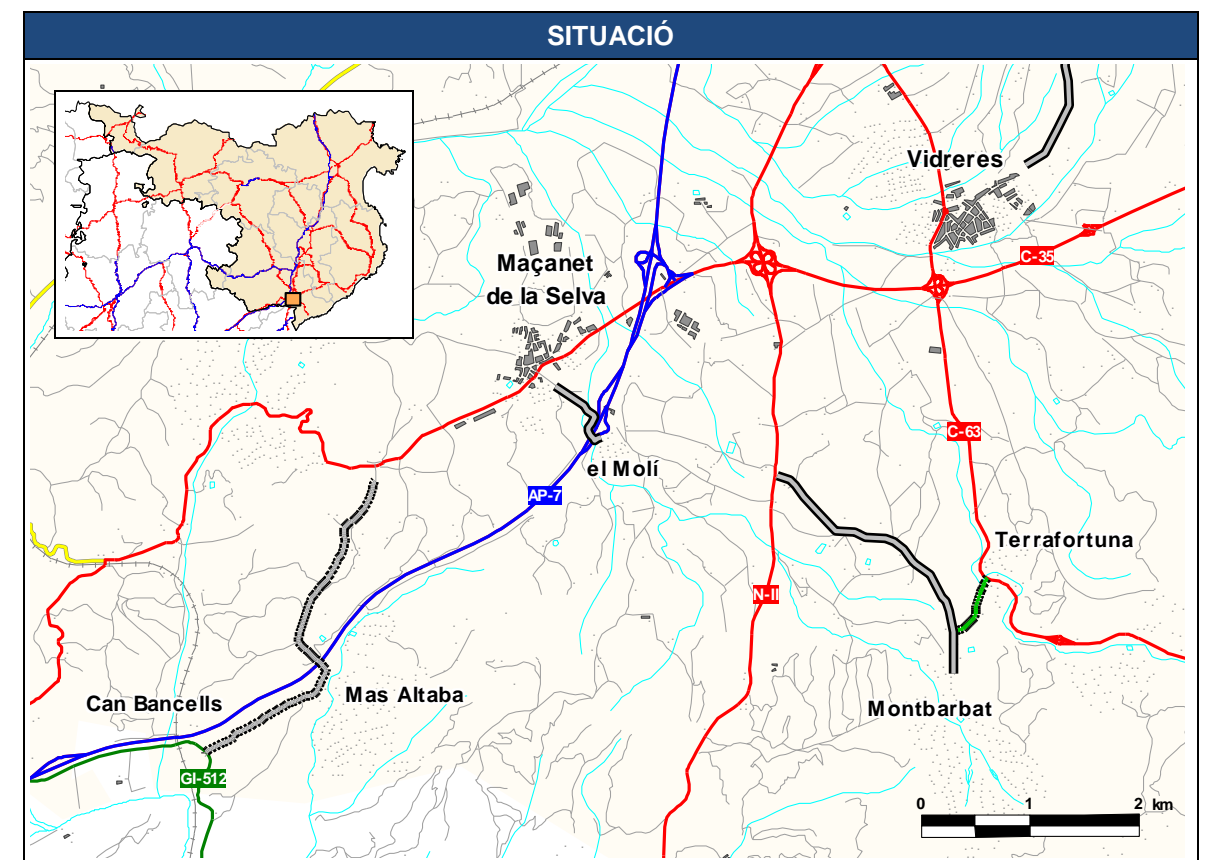 SITUACIÓ
Vidreres
C-35
Maçanet
de la Selva
C-63
el Molí
AP-7
Terrafortuna
N-II
Mas Altaba
Can Bancells
Montbarbat
GI-512
0 1 2 km